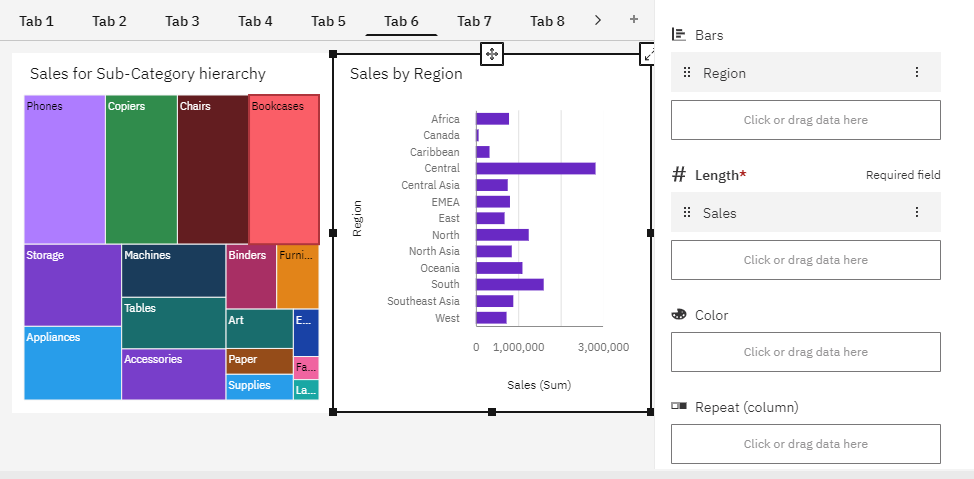 Tab 1 Tab 2 Tab 3 Tab 4 Tab 5 Tab 6 Tab 7 Tab 8
Sales for Sub-Category hierarchy
Phones Copiers Chairs Bookcases
Storage Machines Binders Furni...
Tables
Art E...
Appliances
Accessories Paper Fa...
Supplies La...
Sales by Region
Region
Africa
Canada
Caribbean
Central
Central Asia
EMEA
East
North
North Asia
Oceania
South
Southeast Asia
West
0 1,000,000 3,000,000
Sales (Sum)
Bars
Region
Click or drag data here
# Length* Required field
Sales
Click or drag data here
Color
Click or drag data here
Repeat (column)
Click or drag data here